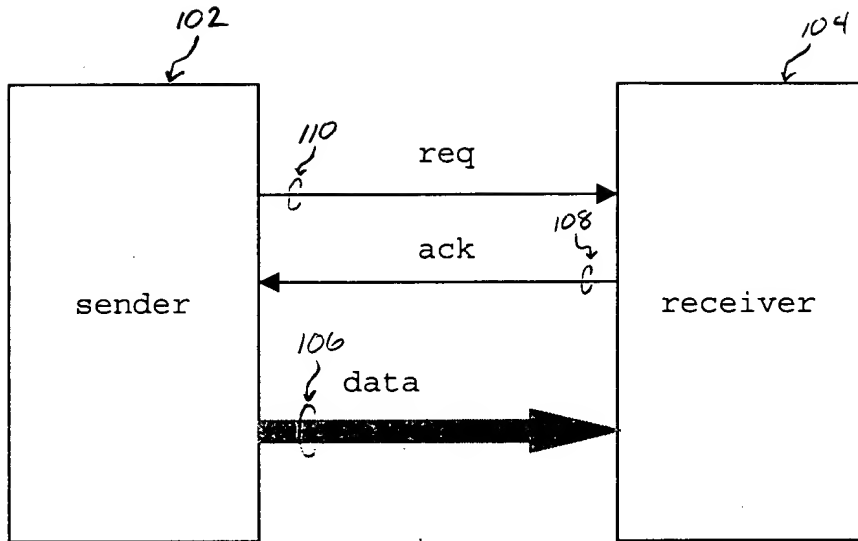 102
104
110
req
108
ack
sender
receiver
106
data